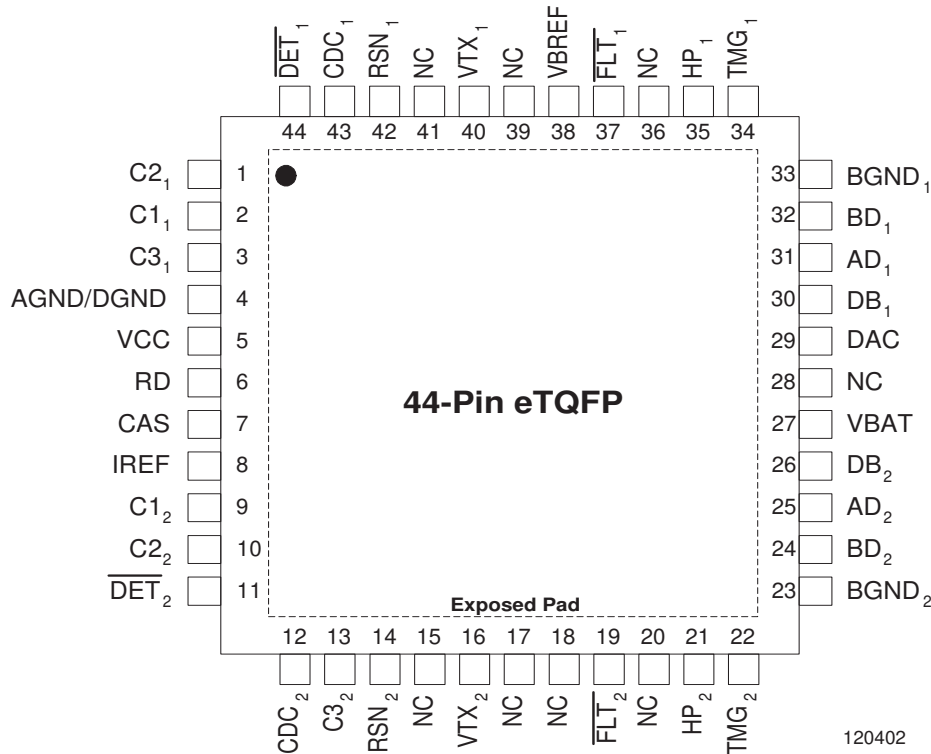 D̅E̅T̅₁ CDC₁ RSN₁ NC VTX₁ NC VBREF F̅L̅T̅₁ NC HP₁ TMG₁
44 43 42 41 40 39 38 37 36 35 34
C2₁ 1 33 BGND₁
C1₁ 2 32 BD₁
C3₁ 3 31 AD₁
AGND/DGND 4 30 DB₁
VCC 5 29 DAC
RD 6 28 NC
CAS 7 27 VBAT
IREF 8 26 DB₂
C1₂ 9 25 AD₂
C2₂ 10 24 BD₂
D̅E̅T̅₂ 11 23 BGND₂
44-Pin eTQFP
Exposed Pad
12 13 14 15 16 17 18 19 20 21 22
CDC₂ C3₂ RSN₂ NC VTX₂ NC NC F̅L̅T̅₂ NC HP₂ TMG₂
120402